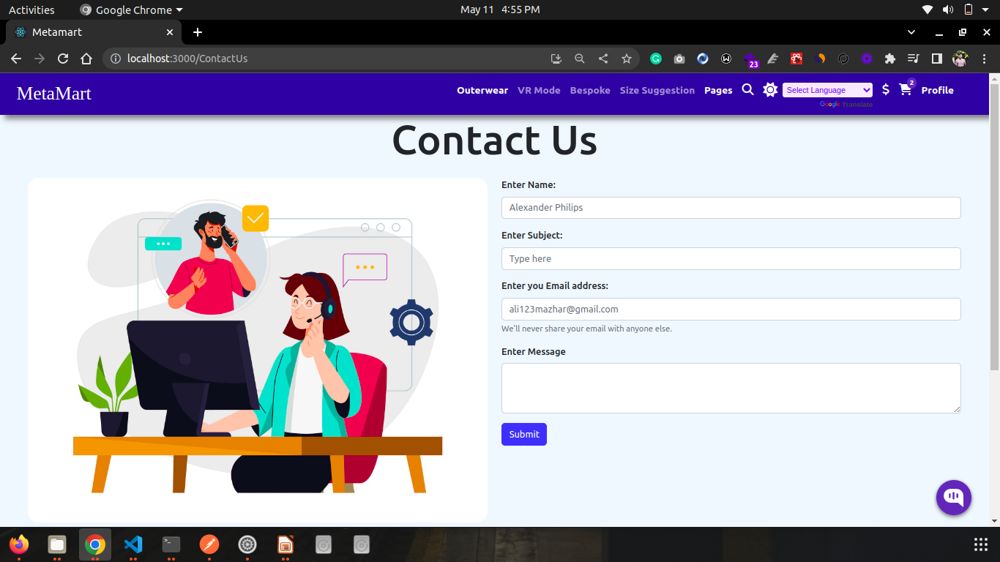 Activities Google Chrome May 11 4:55 PM
Metamart
localhost:3000/ContactUs 23
MetaMart Outerwear VR Mode Bespoke Size Suggestion Pages Select Language $ 2 Profile
Google Translate
Contact Us
Enter Name:
Alexander Philips
Enter Subject:
Type here
Enter you Email address:
ali123mazhar@gmail.com
We'll never share your email with anyone else.
Enter Message
Submit